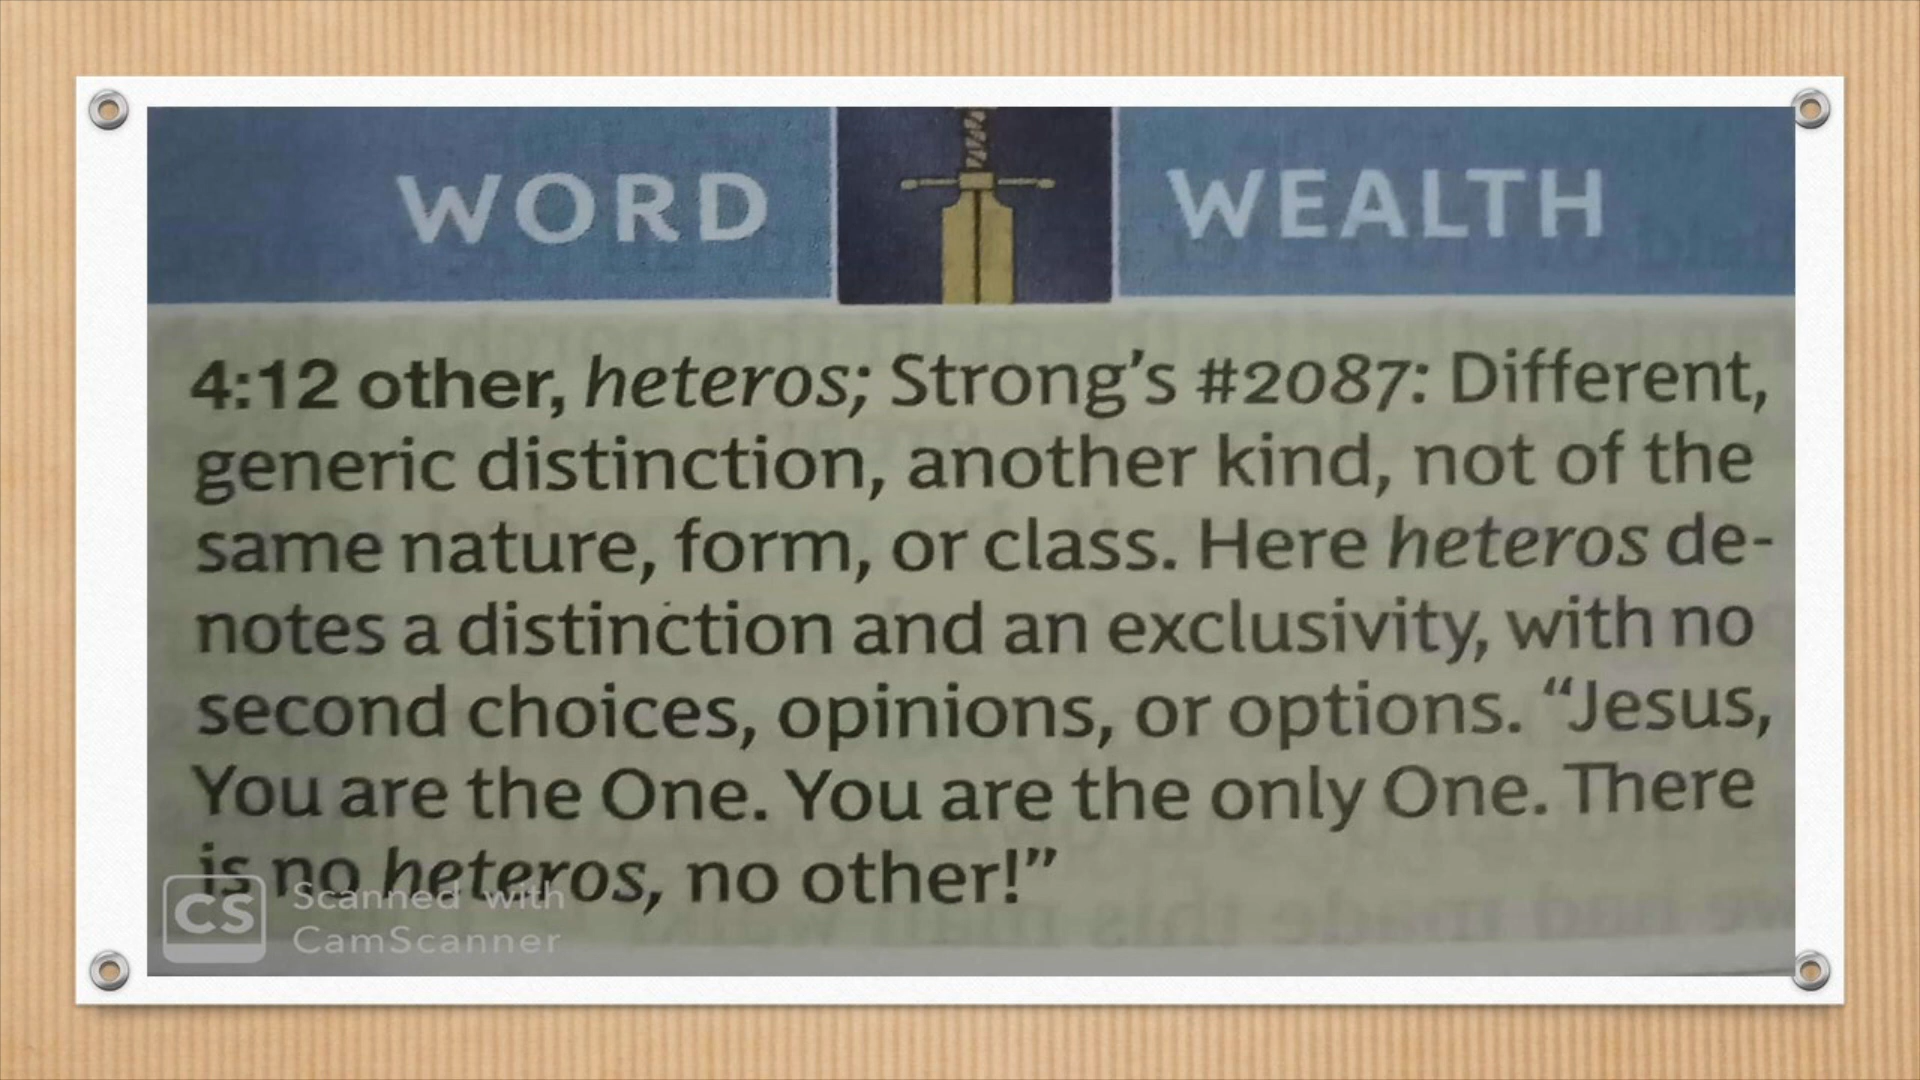 WORD WEALTH
4:12 other, heteros; Strong's #2087: Different,
generic distinction, another kind, not of the
same nature, form, or class. Here heteros de-
notes a distinction and an exclusivity, with no
second choices, opinions, or options. “Jesus,
You are the One. You are the only One. There
is no heteros, no other!”
CS Scanned with
CamScanner